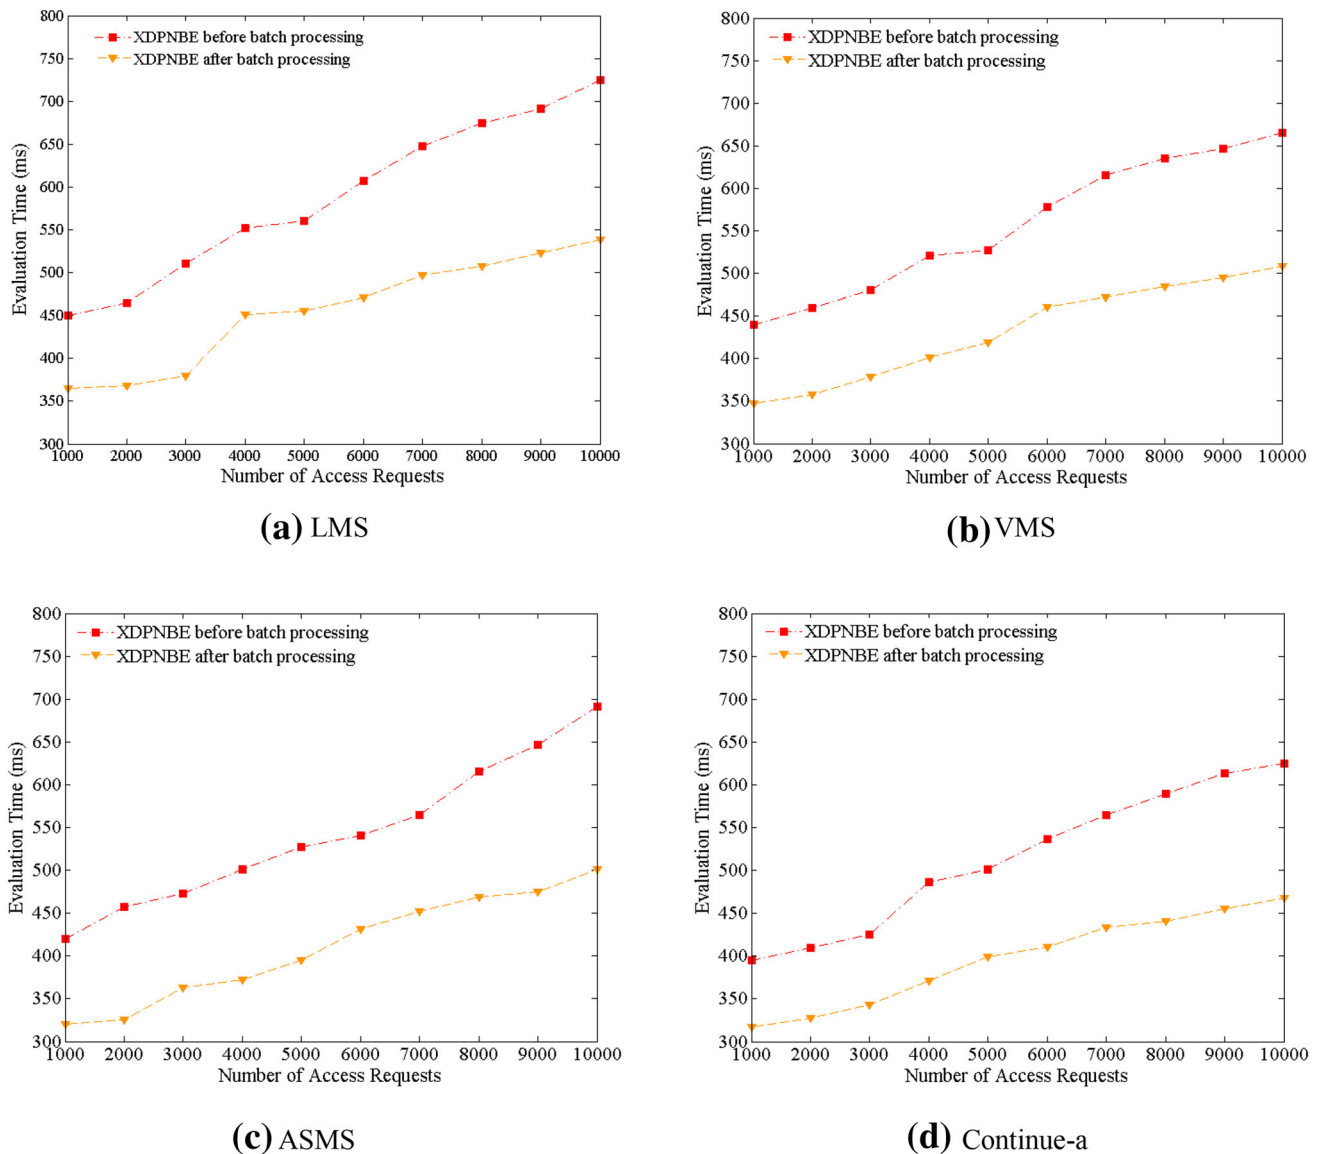 800
750
700
650
600
550
500
450
400
350
300
Evaluation Time (ms)
XDPNBE before batch processing
XDPNBE after batch processing
1000 2000 3000 4000 5000 6000 7000 8000 9000 10000
Number of Access Requests
(a) LMS
800
750
700
650
600
550
500
450
400
350
300
Evaluation Time (ms)
XDPNBE before batch processing
XDPNBE after batch processing
1000 2000 3000 4000 5000 6000 7000 8000 9000 10000
Number of Access Requests
(b) VMS
800
750
700
650
600
550
500
450
400
350
300
Evaluation Time (ms)
XDPNBE before batch processing
XDPNBE after batch processing
1000 2000 3000 4000 5000 6000 7000 8000 9000 10000
Number of Access Requests
(c) ASMS
800
750
700
650
600
550
500
450
400
350
300
Evaluation Time (ms)
XDPNBE before batch processing
XDPNBE after batch processing
1000 2000 3000 4000 5000 6000 7000 8000 9000 10000
Number of Access Requests
(d) Continue-a